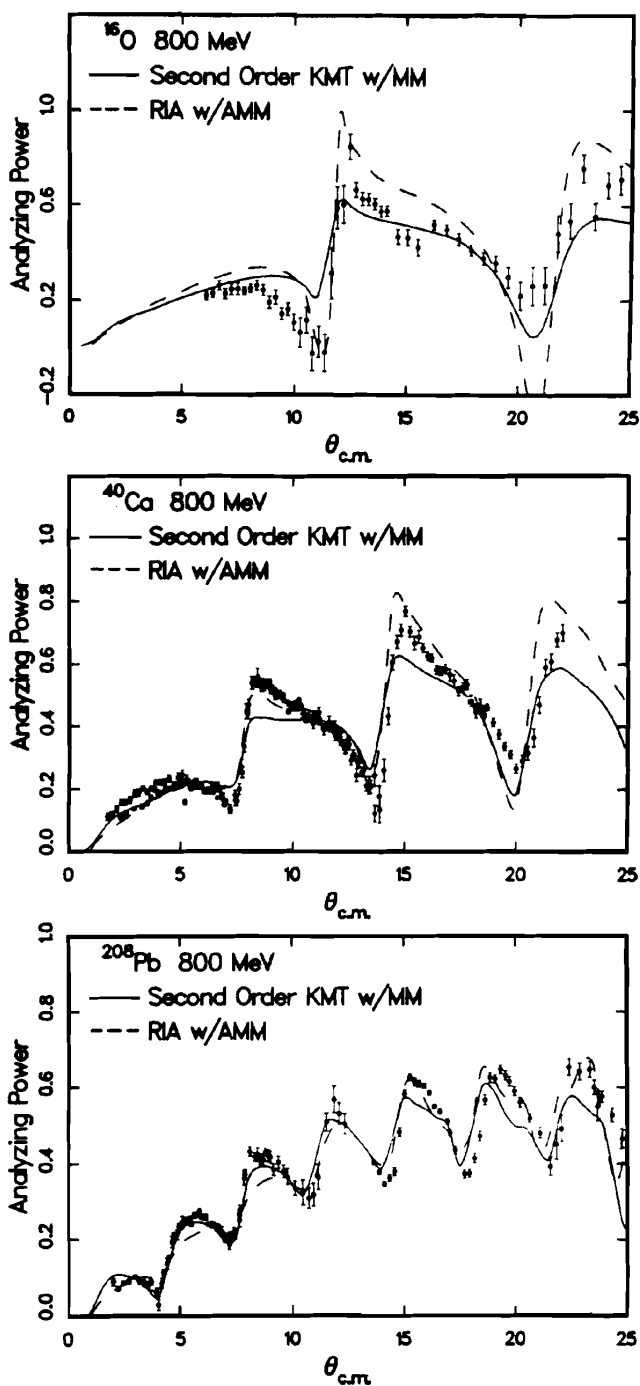 ¹⁶O 800 MeV
Second Order KMT w/MM
RIA w/AMM
Analyzing Power
1.0
0.6
0.2
−0.2
0 5 10 15 20 25
θc.m.
⁴⁰Ca 800 MeV
Second Order KMT w/MM
RIA w/AMM
Analyzing Power
1.0
0.8
0.6
0.4
0.2
0.0
0 5 10 15 20 25
θc.m.
²⁰⁸Pb 800 MeV
Second Order KMT w/MM
RIA w/AMM
Analyzing Power
1.0
0.8
0.6
0.4
0.2
0.0
0 5 10 15 20 25
θc.m.